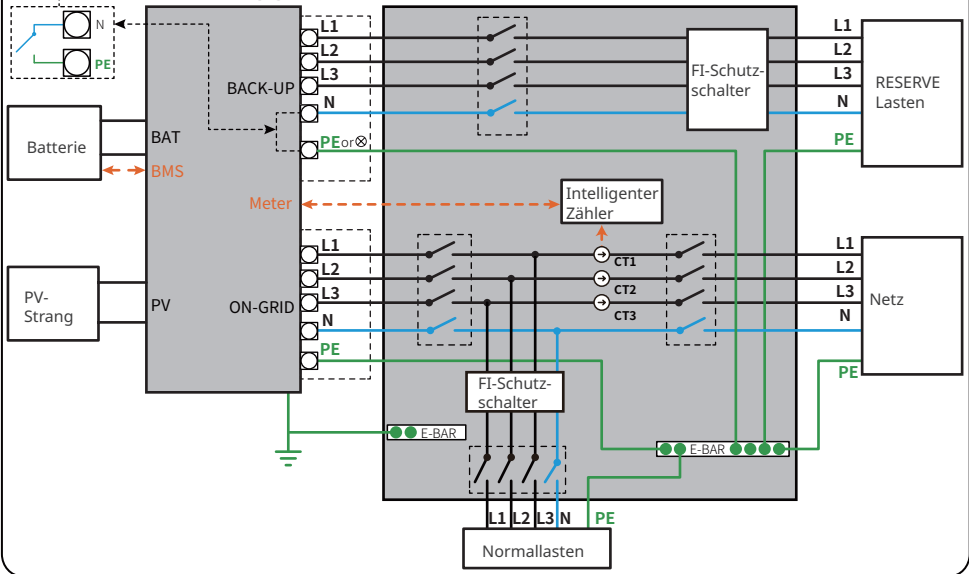 N
PE
BACK-UP
L1
L2
L3
N
PE or ⊗
FI-Schutz-
schalter
L1
L2
L3
N
PE
RESERVE
Lasten
Batterie
BAT
BMS
Meter
Intelligenter
Zähler
PV-
Strang
PV
ON-GRID
L1
L2
L3
N
PE
CT1
CT2
CT3
L1
L2
L3
N
PE
Netz
FI-Schutz-
schalter
E-BAR
E-BAR
L1 L2 L3 N PE
Normallasten